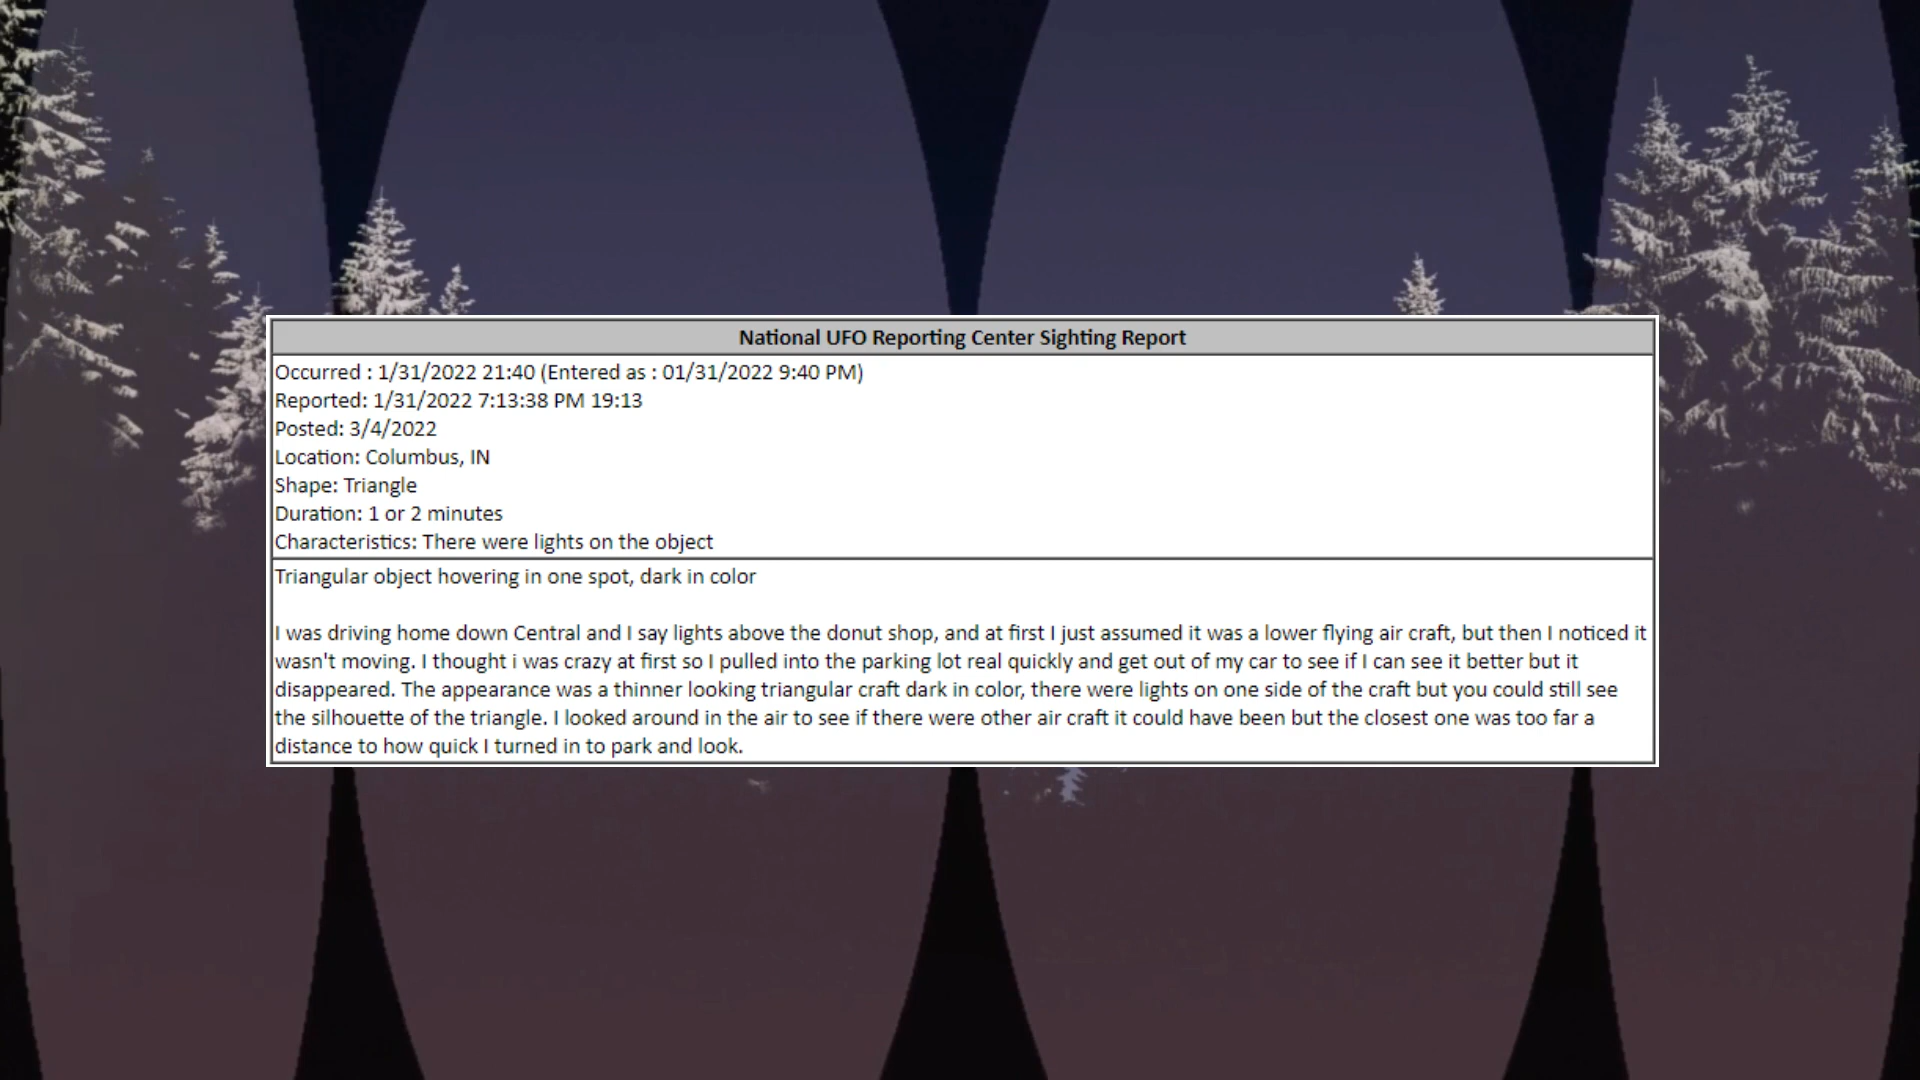 National UFO Reporting Center Sighting Report
Occurred : 1/31/2022 21:40 (Entered as : 01/31/2022 9:40 PM)
Reported: 1/31/2022 7:13:38 PM 19:13
Posted: 3/4/2022
Location: Columbus, IN
Shape: Triangle
Duration: 1 or 2 minutes
Characteristics: There were lights on the object
Triangular object hovering in one spot, dark in color
I was driving home down Central and I say lights above the donut shop, and at first I just assumed it was a lower flying air craft, but then I noticed it
wasn't moving. I thought i was crazy at first so I pulled into the parking lot real quickly and get out of my car to see if I can see it better but it
disappeared. The appearance was a thinner looking triangular craft dark in color, there were lights on one side of the craft but you could still see
the silhouette of the triangle. I looked around in the air to see if there were other air craft it could have been but the closest one was too far a
distance to how quick I turned in to park and look.